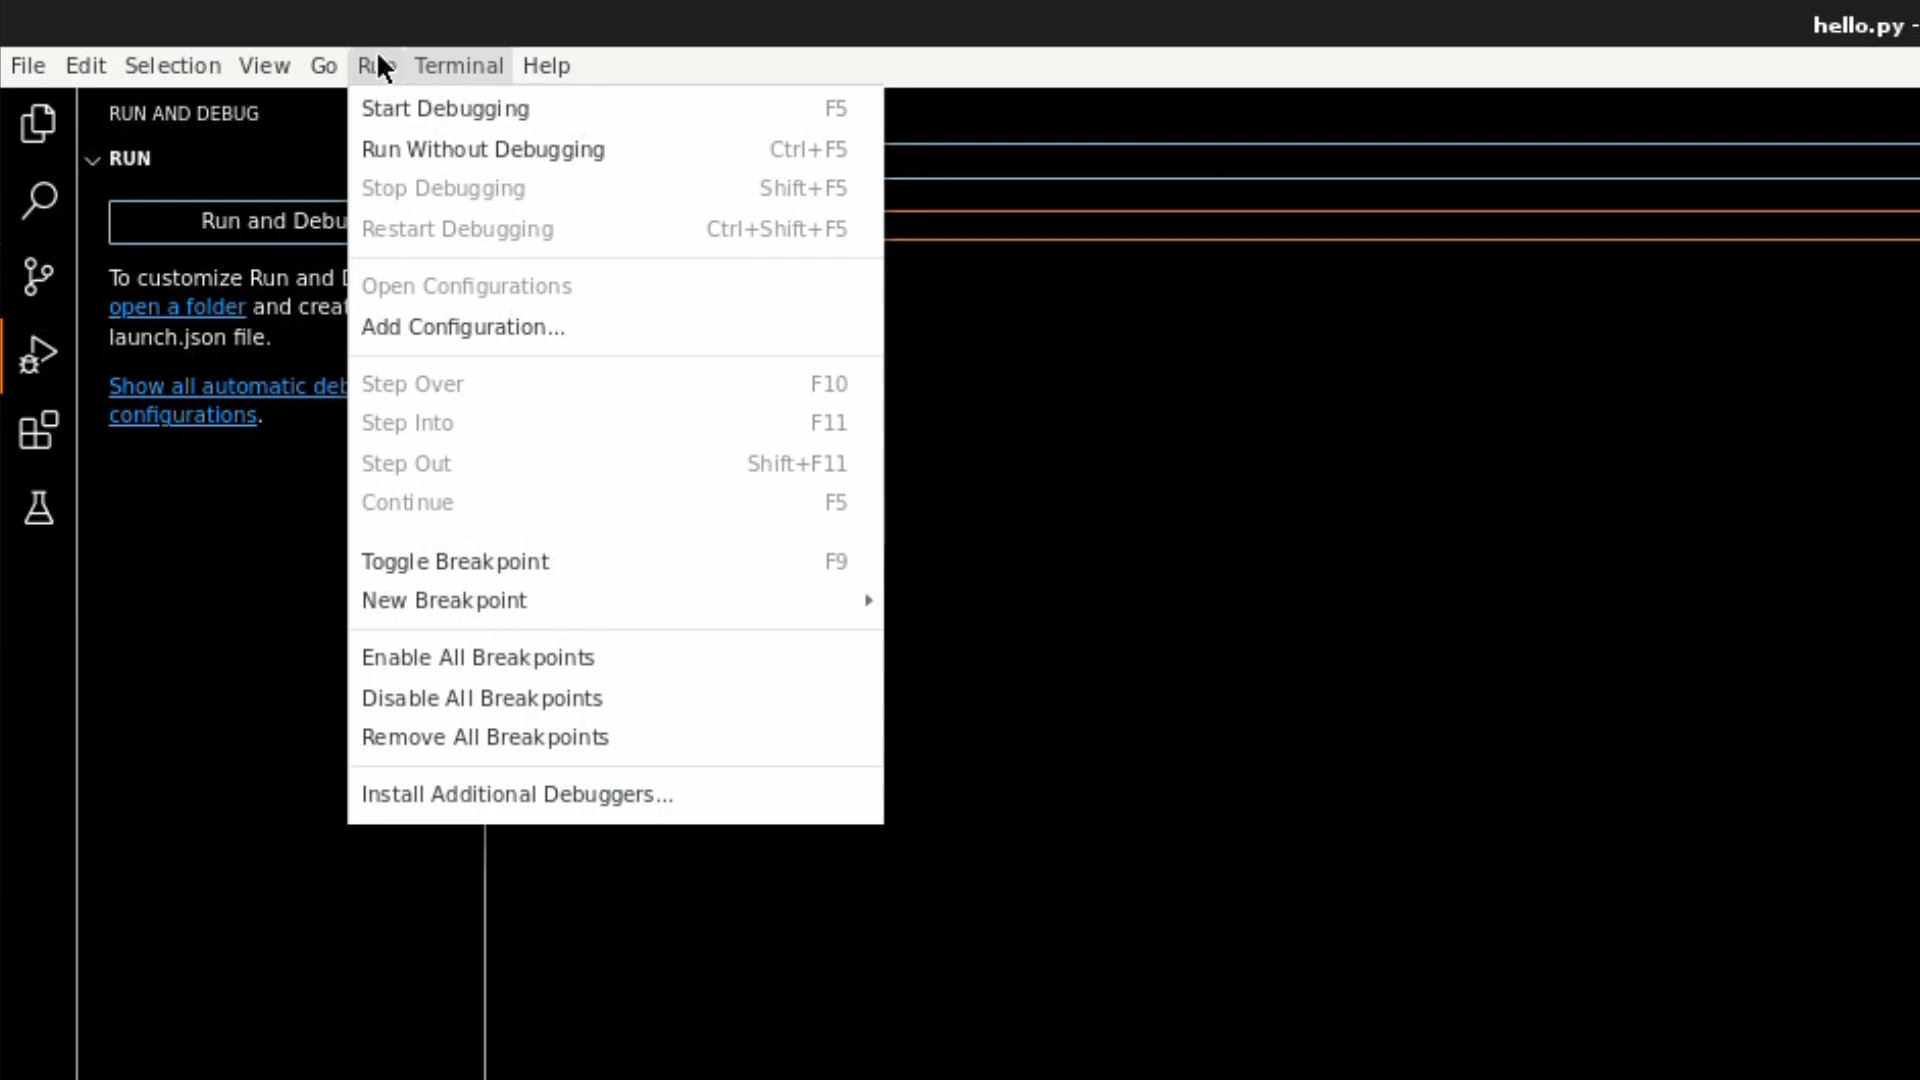 hello.py -
File Edit Selection View Go Run Terminal Help
RUN AND DEBUG
RUN
Run and Debu
To customize Run and D
open a folder and creat
launch.json file.
Show all automatic deb
configurations.
Start Debugging F5
Run Without Debugging Ctrl+F5
Stop Debugging Shift+F5
Restart Debugging Ctrl+Shift+F5
Open Configurations
Add Configuration...
Step Over F10
Step Into F11
Step Out Shift+F11
Continue F5
Toggle Breakpoint F9
New Breakpoint
Enable All Breakpoints
Disable All Breakpoints
Remove All Breakpoints
Install Additional Debuggers...